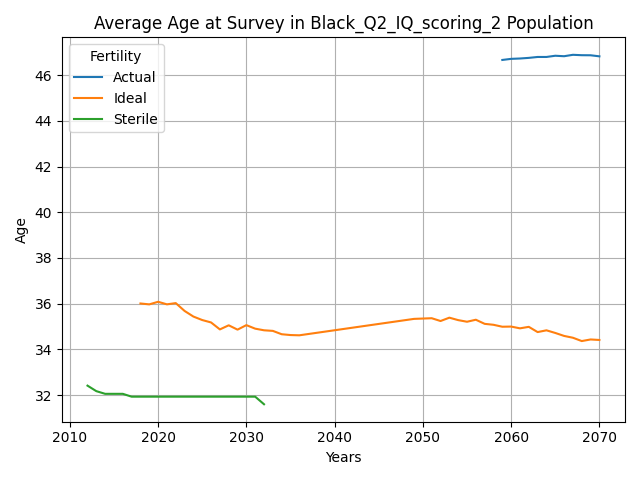 Average Age at Survey in Black_Q2_IQ_scoring_2 Population
Fertility
Actual
Ideal
Sterile
Age
46
44
42
40
38
36
34
32
2010 2020 2030 2040 2050 2060 2070
Years